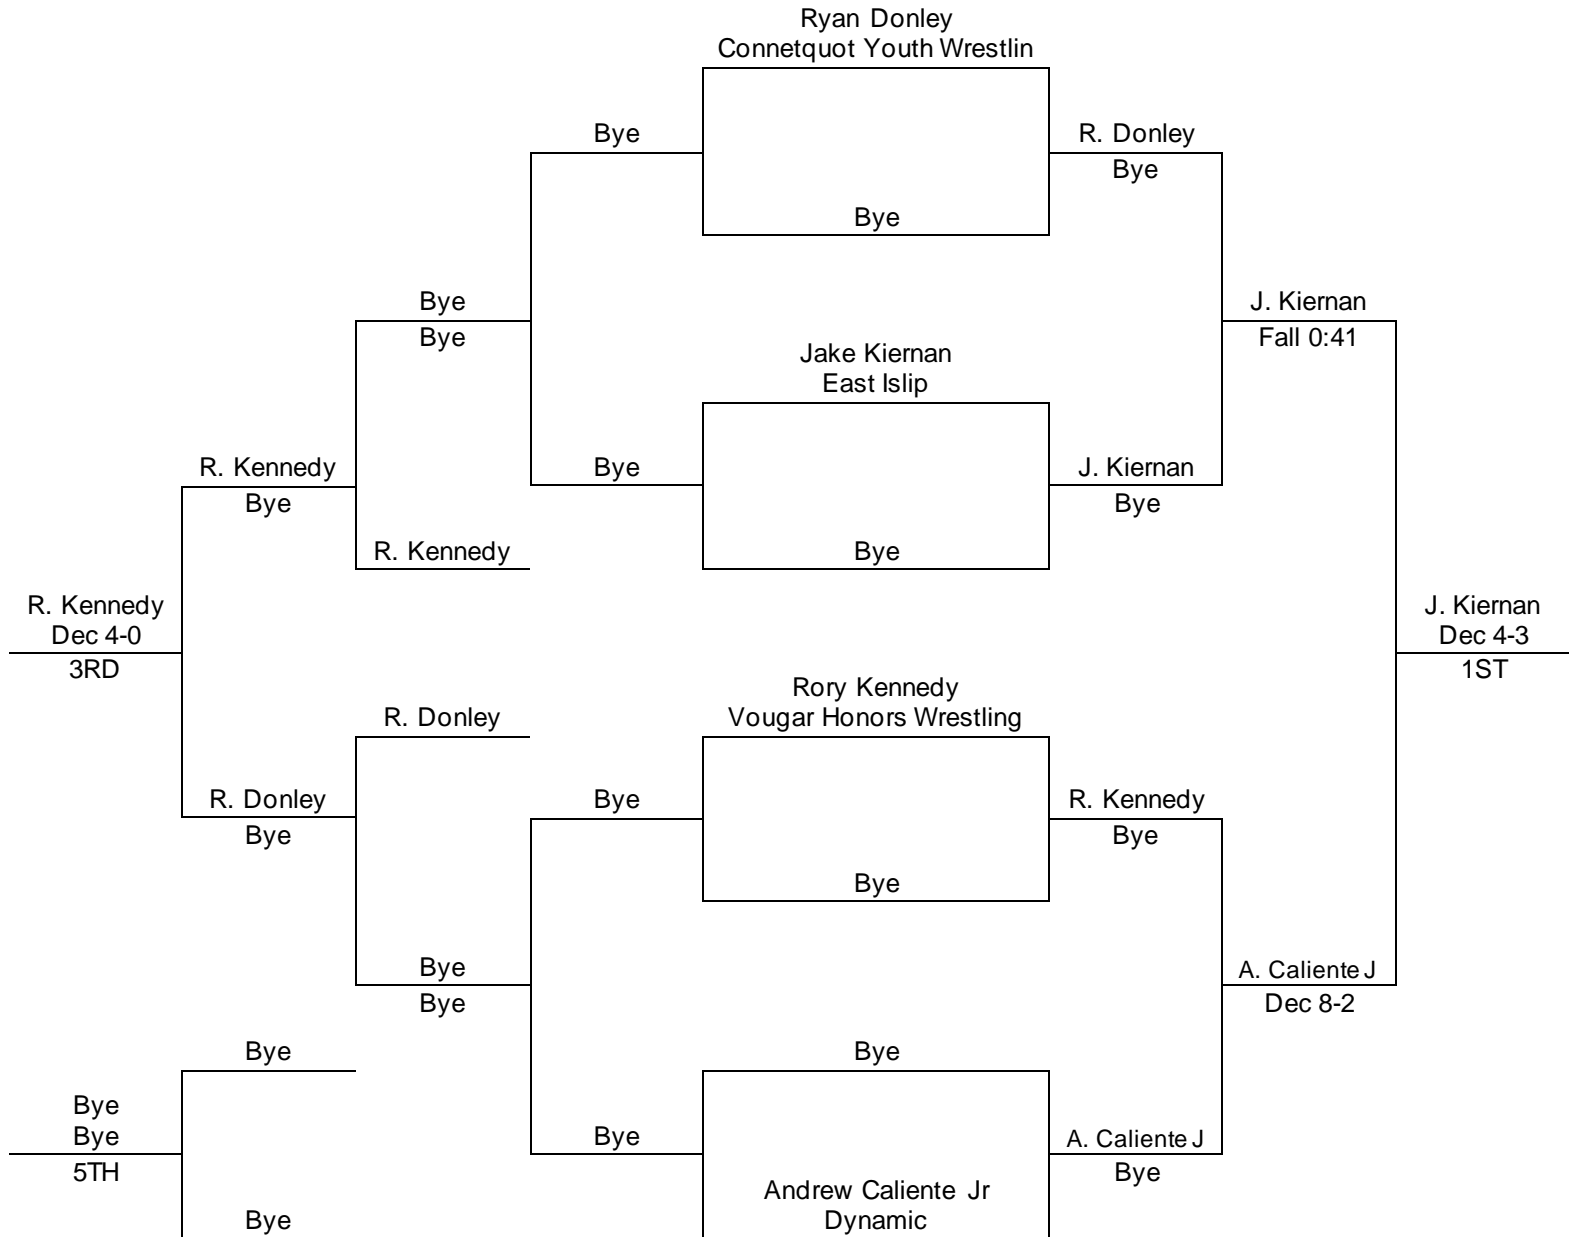 Ryan Donley
Connetquot Youth Wrestlin
Bye
R. Donley
Bye
Bye
Bye
Bye
J. Kiernan
Fall 0:41
Jake Kiernan
East Islip
R. Kennedy
Bye
Bye
J. Kiernan
Bye
R. Kennedy
Bye
R. Kennedy
Dec 4-0
3RD
J. Kiernan
Dec 4-3
1ST
Rory Kennedy
Vougar Honors Wrestling
R. Donley
R. Donley
Bye
Bye
R. Kennedy
Bye
Bye
Bye
Bye
A. Caliente J
Dec 8-2
Bye
Bye
Bye
Bye
5TH
Bye
A. Caliente J
Bye
Andrew Caliente Jr
Dynamic
Bye